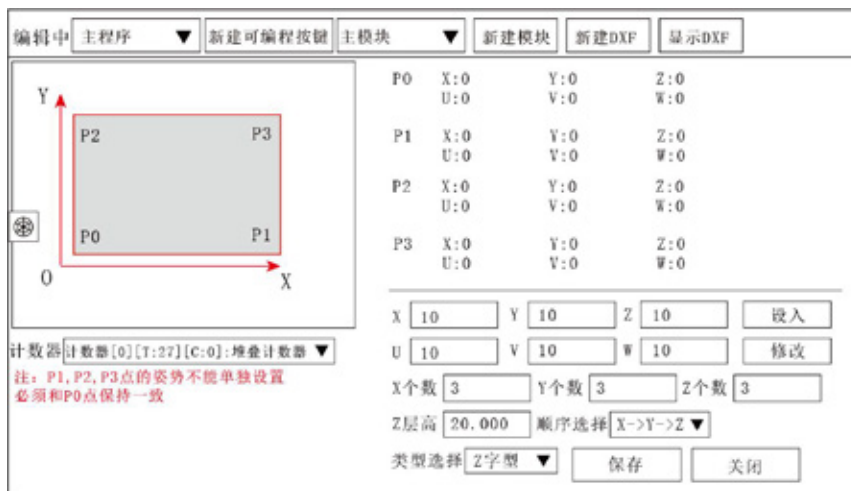 编辑中 主程序 ▼ 新建可编程按键 主模块 ▼ 新建模块 新建DXF 显示DXF
Y
P2 P3
P0 P1
O
X
计数器 计数器[0][T:27][C:0]:堆叠计数器 ▼
注：P1,P2,P3点的姿势不能单独设置
必须和P0点保持一致
P0 X:0 Y:0 Z:0
U:0 V:0 W:0
P1 X:0 Y:0 Z:0
U:0 V:0 W:0
P2 X:0 Y:0 Z:0
U:0 V:0 W:0
P3 X:0 Y:0 Z:0
U:0 V:0 W:0
X 10 Y 10 Z 10 设入
U 10 V 10 W 10 修改
X个数 3 Y个数 3 Z个数 3
Z层高 20.000 顺序选择 X->Y->Z ▼
类型选择 Z字型 ▼ 保存 关闭